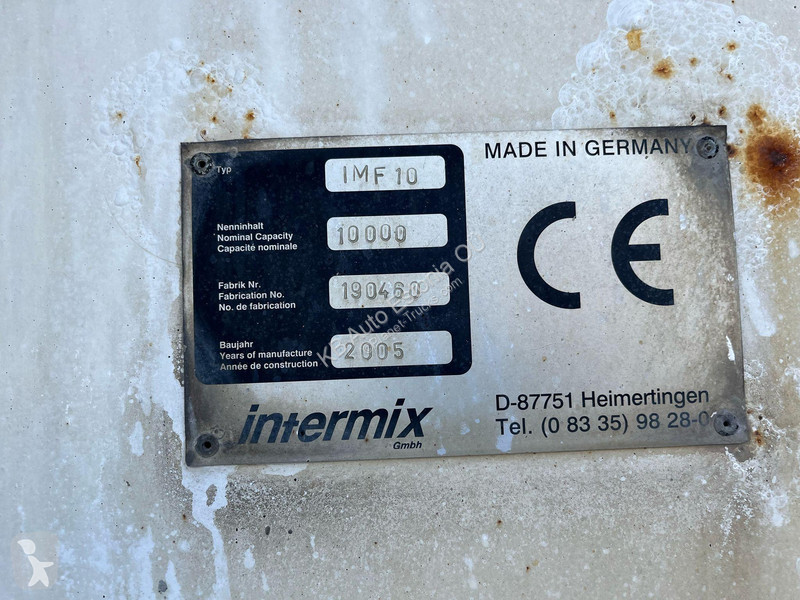 Typ
IMF10
MADE IN GERMANY
Nenninhalt
Nominal Capacity
Capacité nominale
10000
CE
Fabrik Nr.
Fabrication No.
No. de fabrication
190460
Baujahr
Years of manufacture
Année de construction
2005
intermix
Gmbh
D-87751 Heimertingen
Tel. (0 83 35) 98 28-0